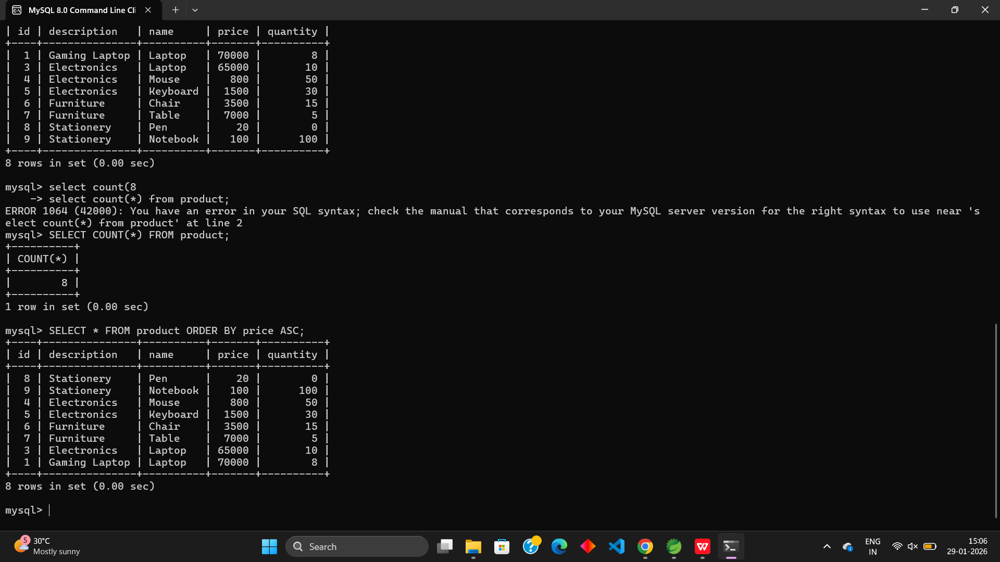 MySQL 8.0 Command Line Cli
| id | description   | name     | price | quantity |
+----+---------------+----------+-------+----------+
|  1 | Gaming Laptop | Laptop   | 70000 |        8 |
|  3 | Electronics   | Laptop   | 65000 |       10 |
|  4 | Electronics   | Mouse    |   800 |       50 |
|  5 | Electronics   | Keyboard |  1500 |       30 |
|  6 | Furniture     | Chair    |  3500 |       15 |
|  7 | Furniture     | Table    |  7000 |        5 |
|  8 | Stationery    | Pen      |    20 |        0 |
|  9 | Stationery    | Notebook |   100 |      100 |
+----+---------------+----------+-------+----------+
8 rows in set (0.00 sec)
mysql> select count(8
    -> select count(*) from product;
ERROR 1064 (42000): You have an error in your SQL syntax; check the manual that corresponds to your MySQL server version for the right syntax to use near 's
elect count(*) from product' at line 2
mysql> SELECT COUNT(*) FROM product;
+----------+
| COUNT(*) |
+----------+
|        8 |
+----------+
1 row in set (0.00 sec)
mysql> SELECT * FROM product ORDER BY price ASC;
+----+---------------+----------+-------+----------+
| id | description   | name     | price | quantity |
+----+---------------+----------+-------+----------+
|  8 | Stationery    | Pen      |    20 |        0 |
|  9 | Stationery    | Notebook |   100 |      100 |
|  4 | Electronics   | Mouse    |   800 |       50 |
|  5 | Electronics   | Keyboard |  1500 |       30 |
|  6 | Furniture     | Chair    |  3500 |       15 |
|  7 | Furniture     | Table    |  7000 |        5 |
|  3 | Electronics   | Laptop   | 65000 |       10 |
|  1 | Gaming Laptop | Laptop   | 70000 |        8 |
+----+---------------+----------+-------+----------+
8 rows in set (0.00 sec)
mysql>
5
30°C
Mostly sunny
Search
ENG
IN
15:06
29-01-2026